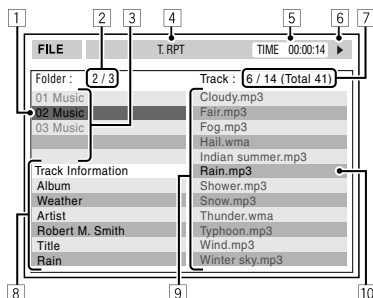 1 2 3 4 5 6 7
FILE T. RPT TIME 00:00:14
Folder : 2 / 3 Track : 6 / 14 (Total 41)
01 Music
02 Music
03 Music
Track Information
Album
Weather
Artist
Robert M. Smith
Title
Rain
Cloudy.mp3
Fair.mp3
Fog.mp3
Hail.wma
Indian summer.mp3
Rain.mp3
Shower.mp3
Snow.mp3
Thunder.wma
Typhoon.mp3
Wind.mp3
Winter sky.mp3
8 9 10